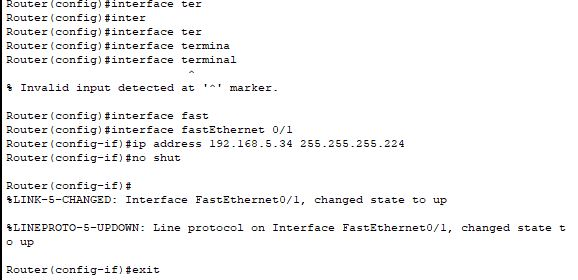 Router(config)#interface ter
Router(config)#inter
Router(config)#interface ter
Router(config)#interface termina
Router(config)#interface terminal
^
% Invalid input detected at '^' marker.
Router(config)#interface fast
Router(config)#interface fastEthernet 0/1
Router(config-if)#ip address 192.168.5.34 255.255.255.224
Router(config-if)#no shut
Router(config-if)#
%LINK-5-CHANGED: Interface FastEthernet0/1, changed state to up
%LINEPROTO-5-UPDOWN: Line protocol on Interface FastEthernet0/1, changed state t
o up
Router(config-if)#exit